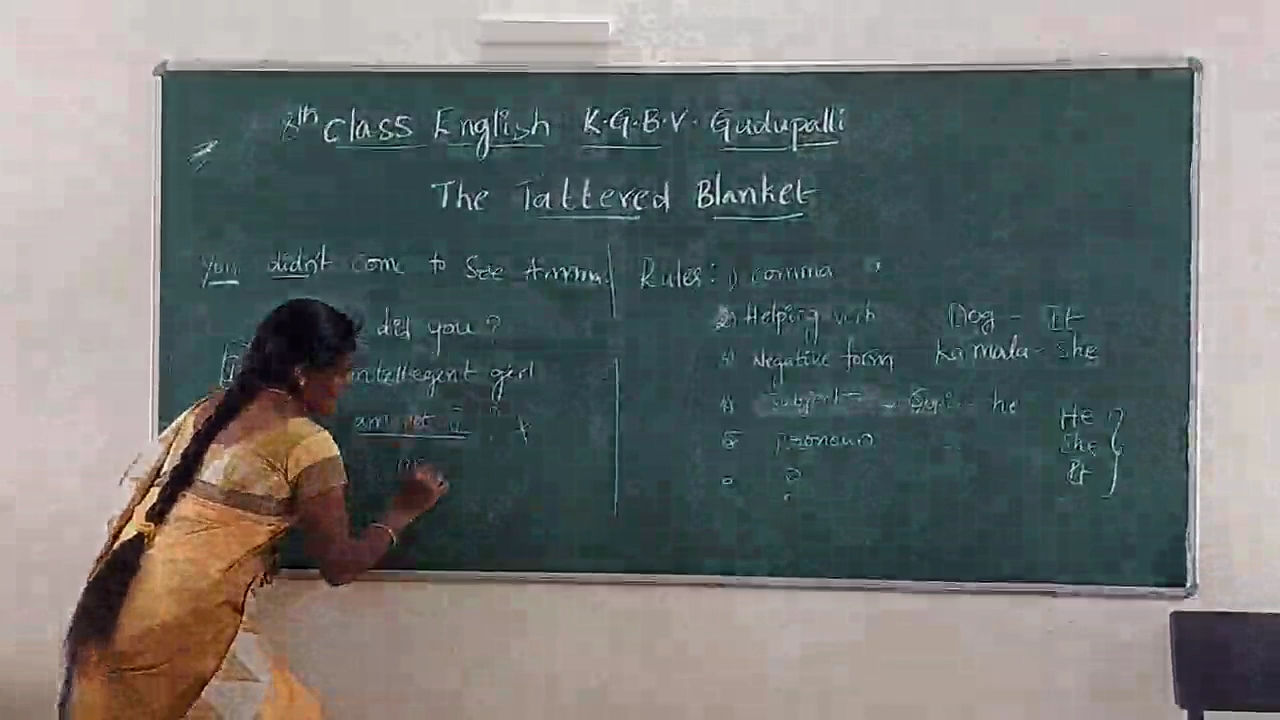 8th Class English K.G.B.V. Gudupalli
The Tattered Blanket
You didn't come to see Amma.
did you?
intellegent girl
am not I ?
Rules: 1) comma ,
2) Helping verb
3) Negative form
4) Subject - he
5 pronoun
6 ?
Dog - It
Kamala - She
He
She
It